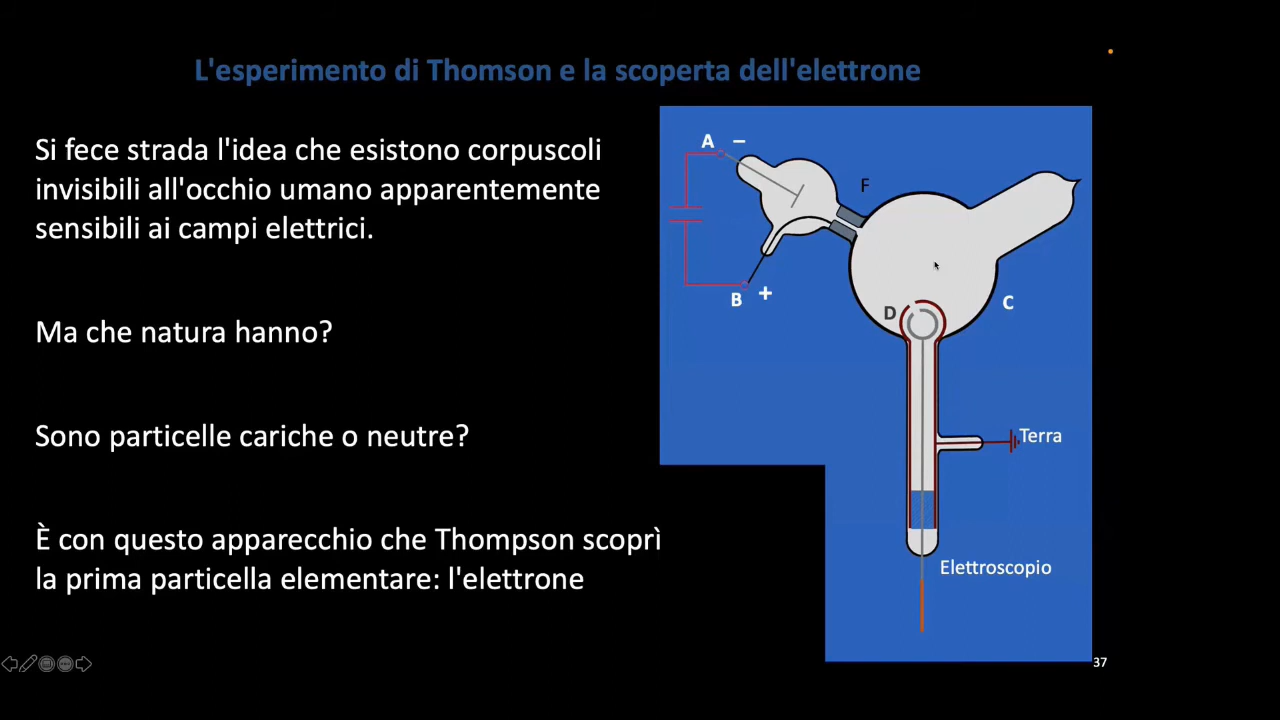 L'esperimento di Thomson e la scoperta dell'elettrone
Si fece strada l'idea che esistono corpuscoli
invisibili all'occhio umano apparentemente
sensibili ai campi elettrici.
Ma che natura hanno?
Sono particelle cariche o neutre?
È con questo apparecchio che Thompson scoprì
la prima particella elementare: l'elettrone
A −
F
B +
D
C
Terra
Elettroscopio
37